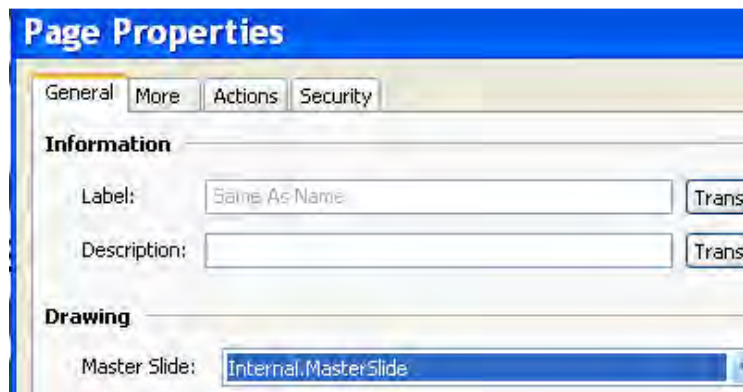 Page Properties
General More Actions Security
Information
Label: Same As Name Trans
Description: Trans
Drawing
Master Slide: Internal.MasterSlide